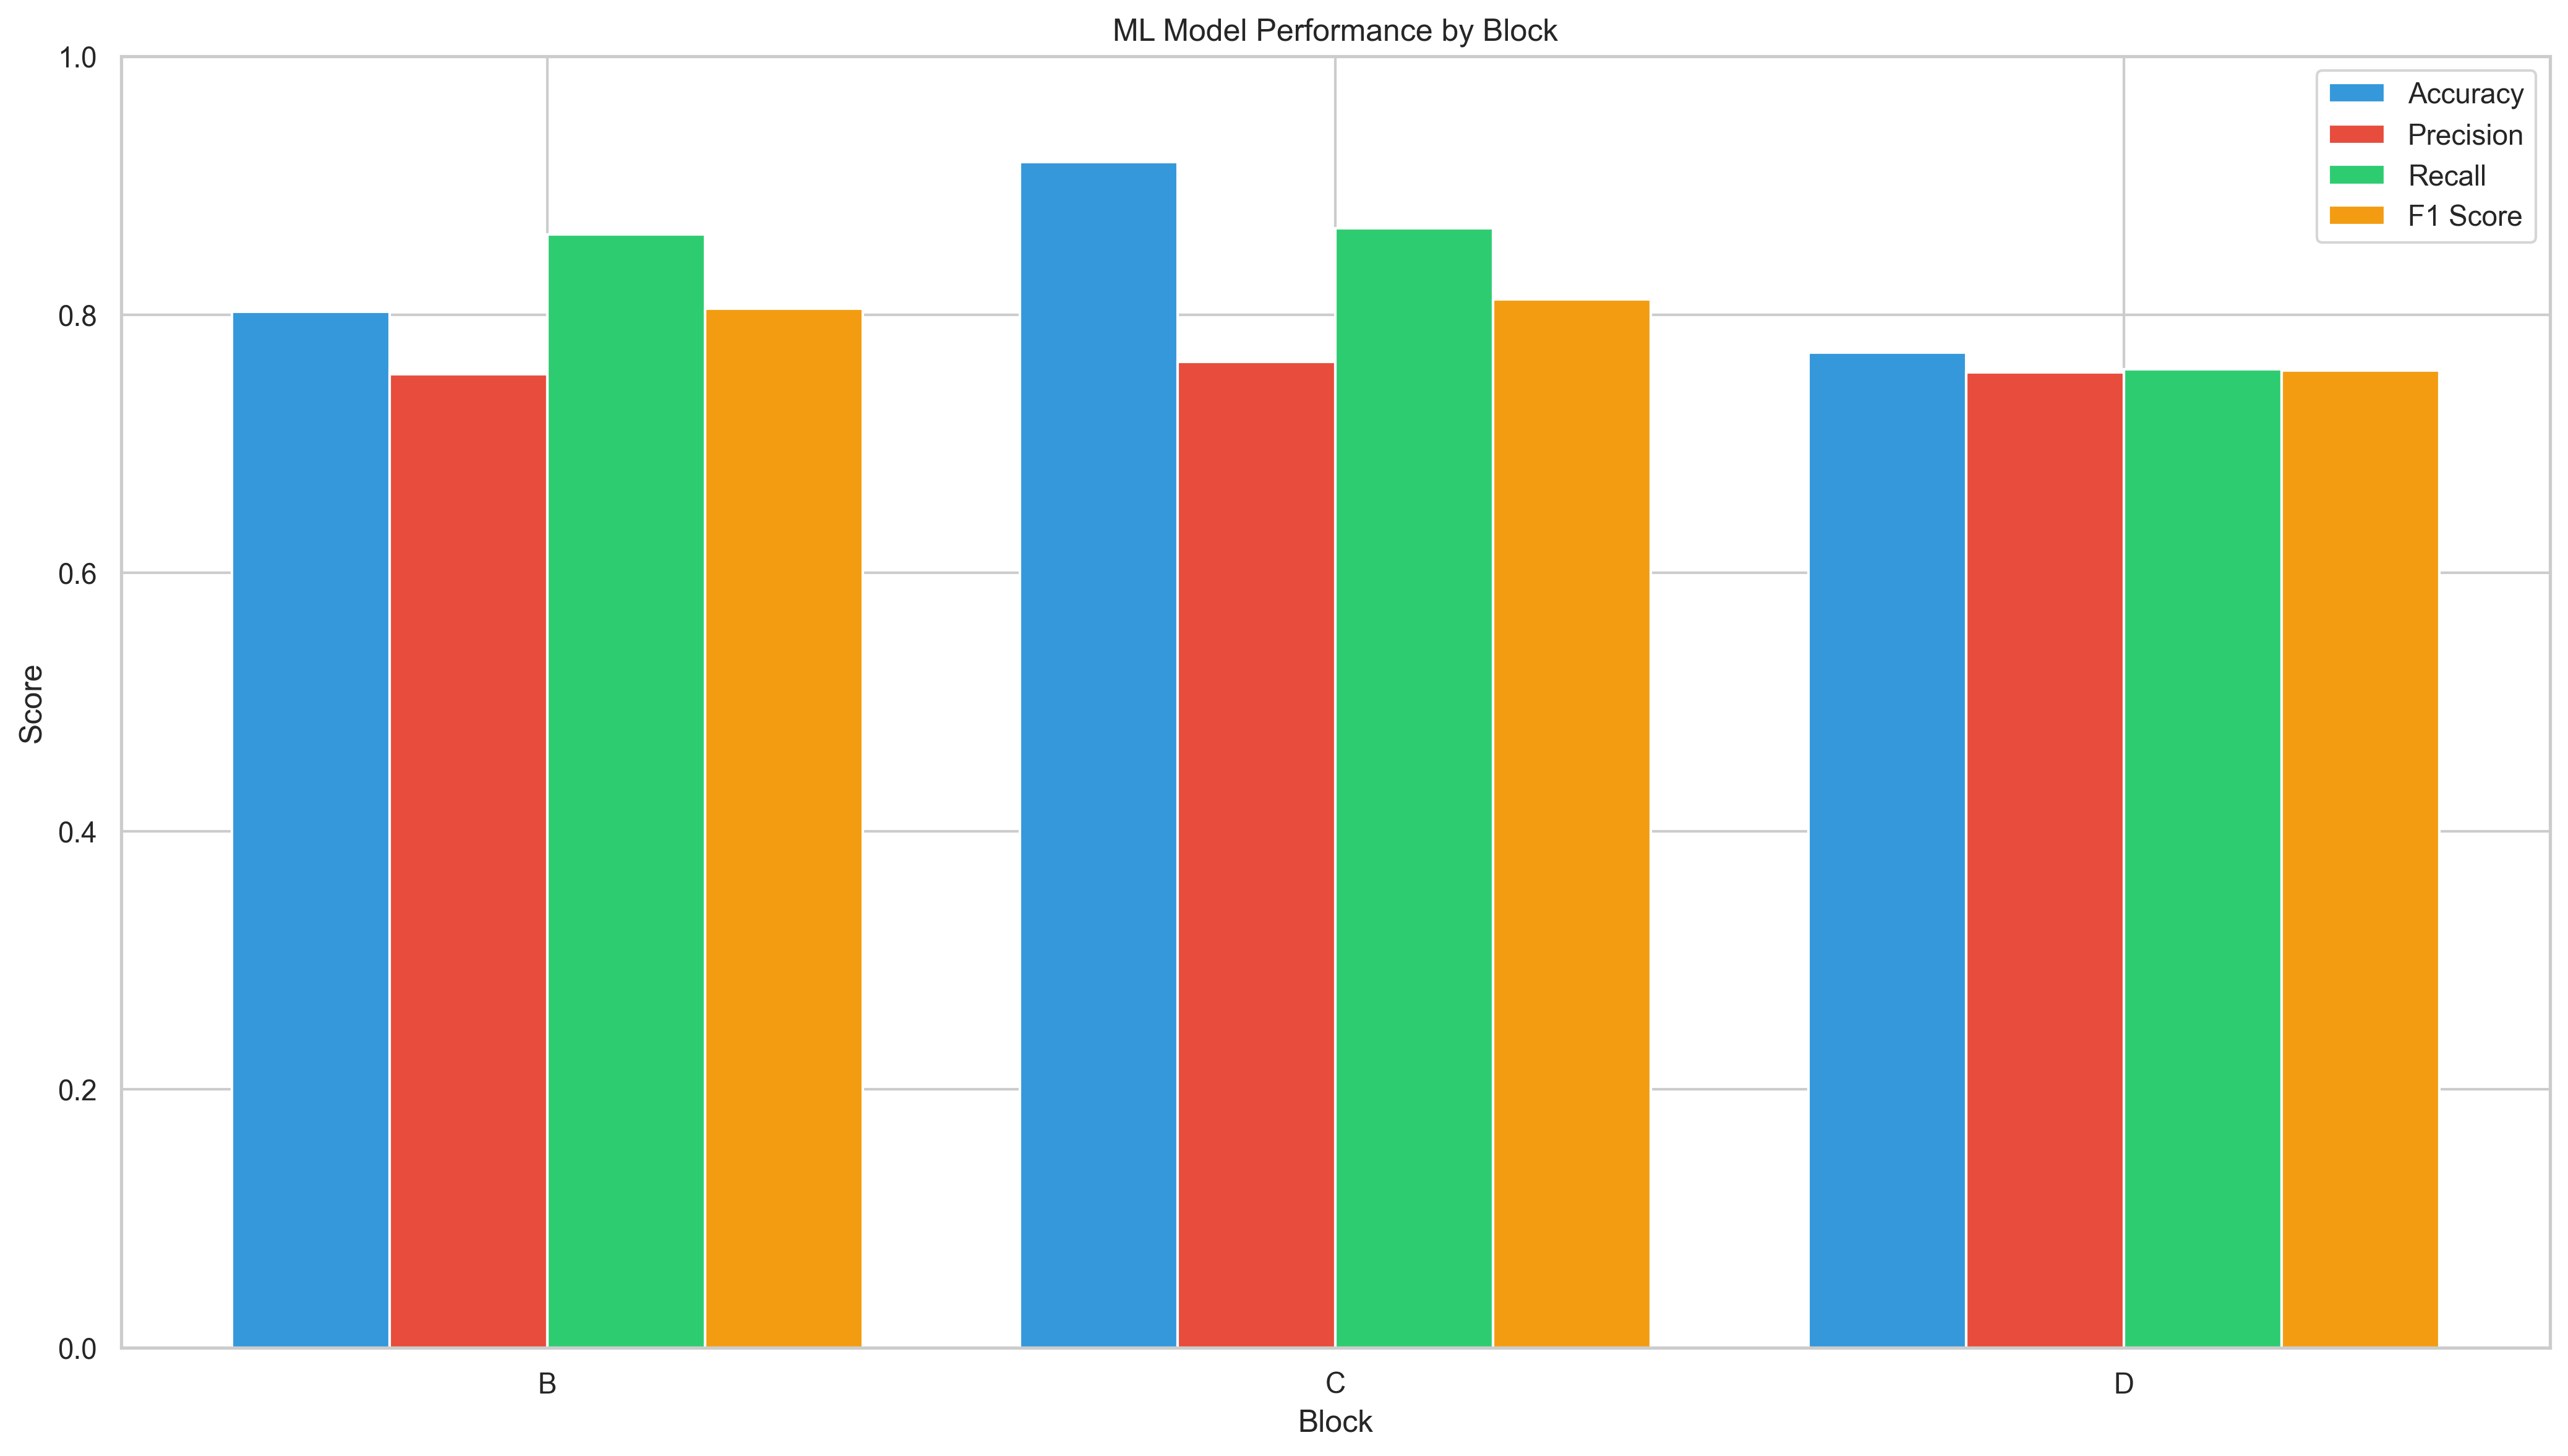 ML Model Performance by Block
1.0
0.8
0.6
0.4
0.2
0.0
Score
Accuracy
Precision
Recall
F1 Score
B
C
D
Block